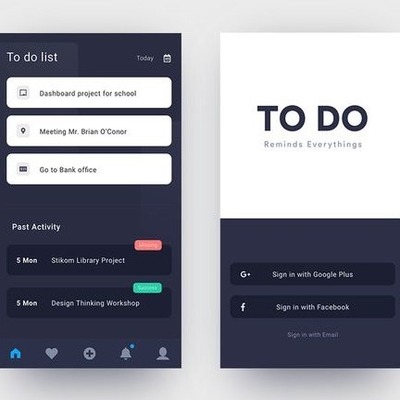 To do list
Today
Dashboard project for school
Meeting Mr. Brian O'Conor
Go to Bank office
Past Activity
5 Mon Stikom Library Project
Success
5 Mon Design Thinking Workshop
TO DO
Reminds Everythings
G+ Sign in with Google Plus
f Sign in with Facebook
Sign in with Email